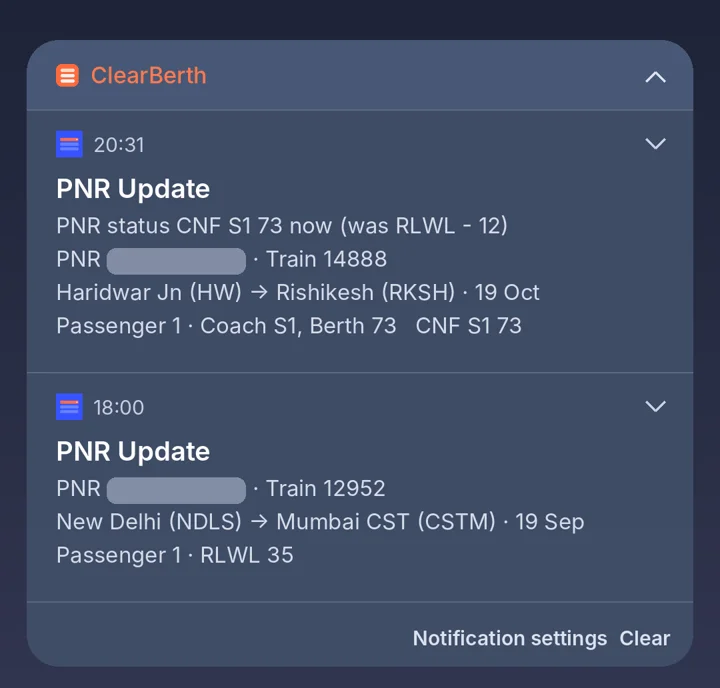 ClearBerth
20:31
PNR Update
PNR status CNF S1 73 now (was RLWL - 12)
PNR · Train 14888
Haridwar Jn (HW) → Rishikesh (RKSH) · 19 Oct
Passenger 1 · Coach S1, Berth 73 CNF S1 73
18:00
PNR Update
PNR · Train 12952
New Delhi (NDLS) → Mumbai CST (CSTM) · 19 Sep
Passenger 1 · RLWL 35
Notification settings Clear